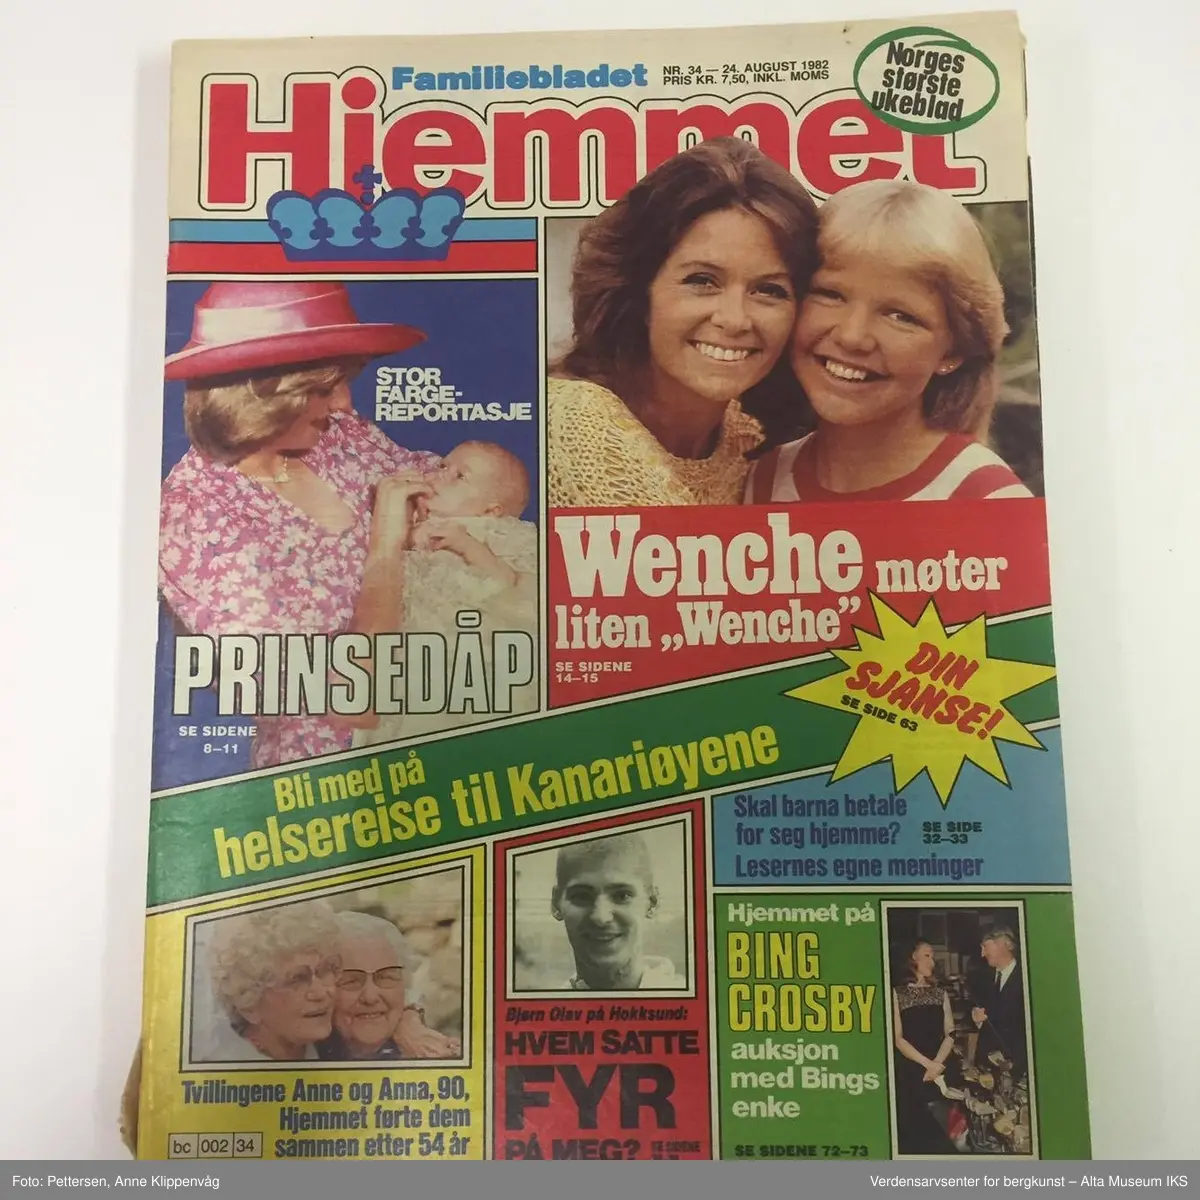 Familiebladet
NR. 34 — 24. AUGUST 1982
PRIS KR. 7,50, INKL. MOMS
Norges
største
ukeblad
Hjemmet
STOR
FARGE-
REPORTASJE
PRINSEDÅP
SE SIDENE
8–11
Wenche møter
liten „Wenche”
SE SIDENE
14–15
DIN
SJANSE!
SE SIDE 63
Bli med på
helsereise til Kanariøyene
Skal barna betale
for seg hjemme?
SE SIDE
32–33
Lesernes egne meninger
Tvillingene Anne og Anna, 90,
Hjemmet førte dem
sammen etter 54 år
bc 002 34
Bjørn Olav på Hokksund:
HVEM SATTE
FYR
PÅ MEG?
SE SIDENE
Hjemmet på
BING
CROSBY
auksjon
med Bings
enke
SE SIDENE 72–73
Foto: Pettersen, Anne Klippenvåg
Verdensarvsenter for bergkunst – Alta Museum IKS